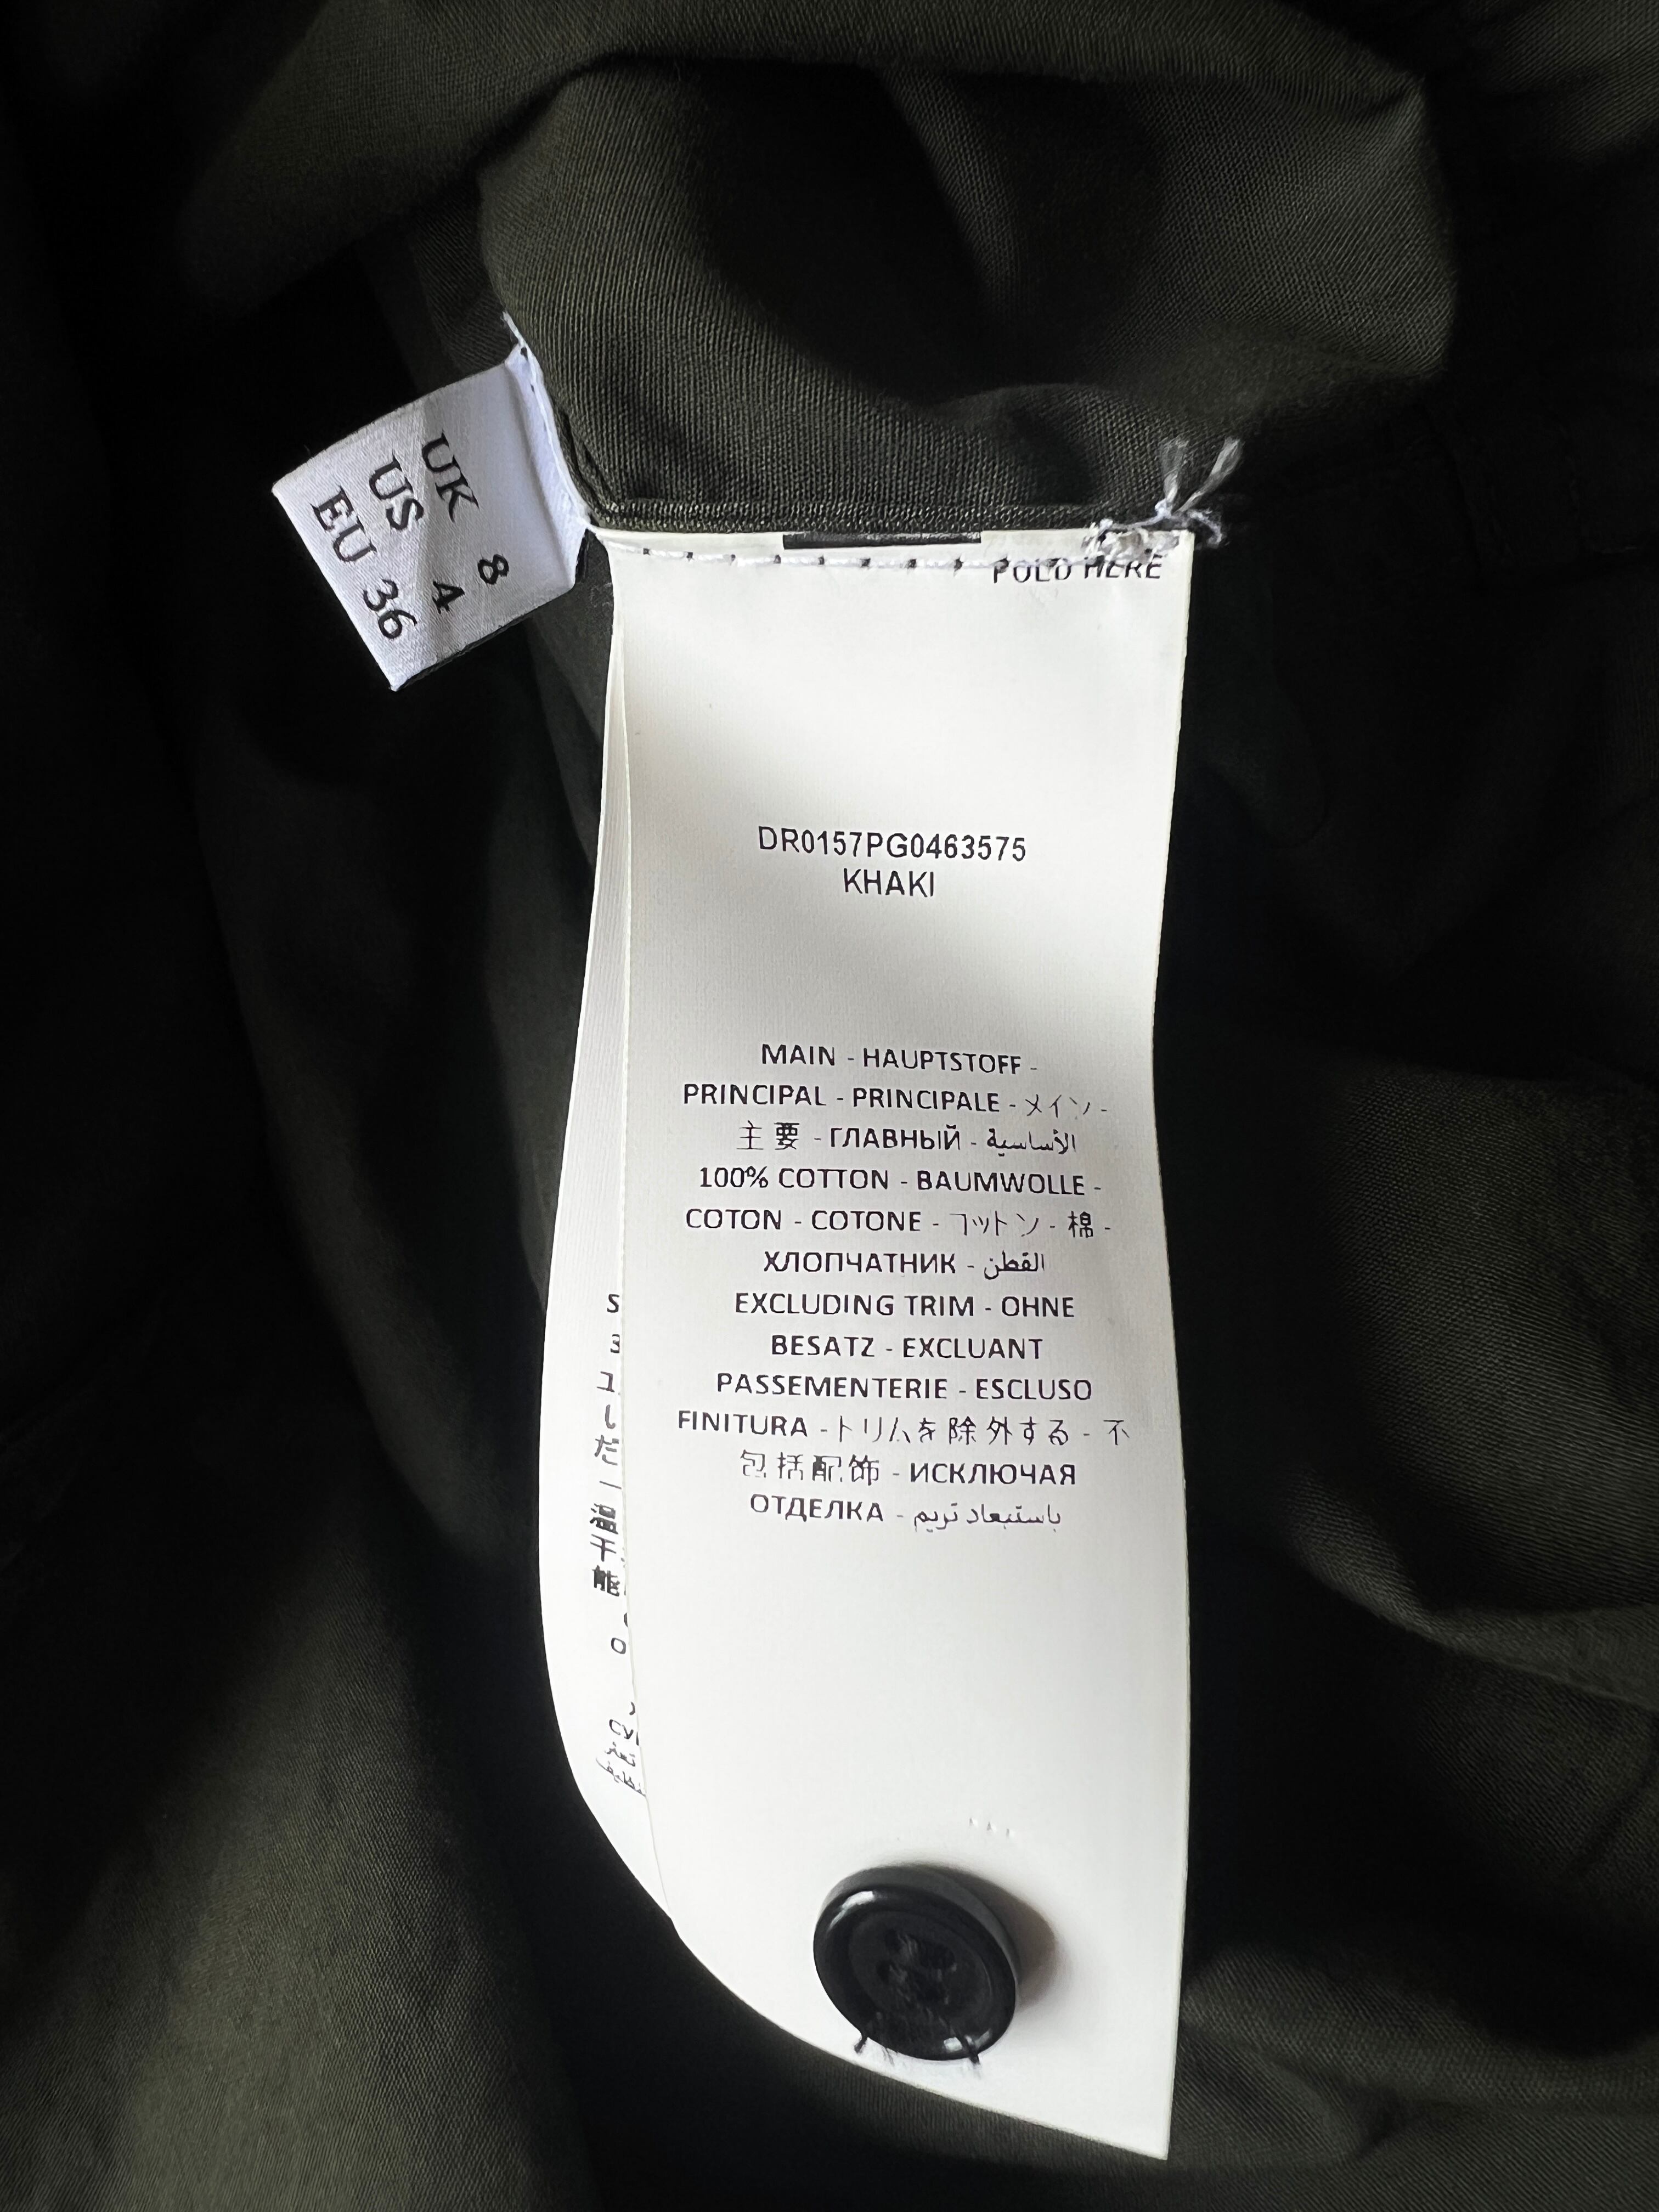 UK 8
US 4
EU 36
FOLD HERE
DR0157PG0463575
KHAKI
MAIN - HAUPTSTOFF -
PRINCIPAL - PRINCIPALE - メイン -
主要 - ГЛАВНЫЙ - الأساسية
100% COTTON - BAUMWOLLE -
COTON - COTONE - コットン - 棉 -
ХЛОПЧАТНИК - القطن
EXCLUDING TRIM - OHNE
BESATZ - EXCLUANT
PASSEMENTERIE - ESCLUSO
FINITURA - トリムを除外する - 不
包括配饰 - ИСКЛЮЧАЯ
ОТДЕЛКА - باستبعاد تريم